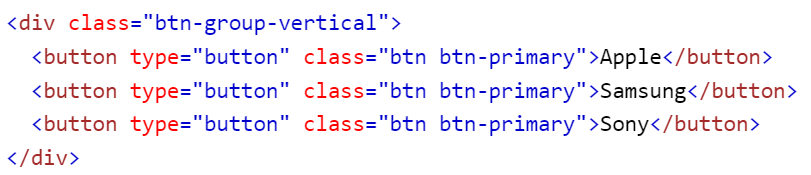 <div class="btn-group-vertical">
  <button type="button" class="btn btn-primary">Apple</button>
  <button type="button" class="btn btn-primary">Samsung</button>
  <button type="button" class="btn btn-primary">Sony</button>
</div>